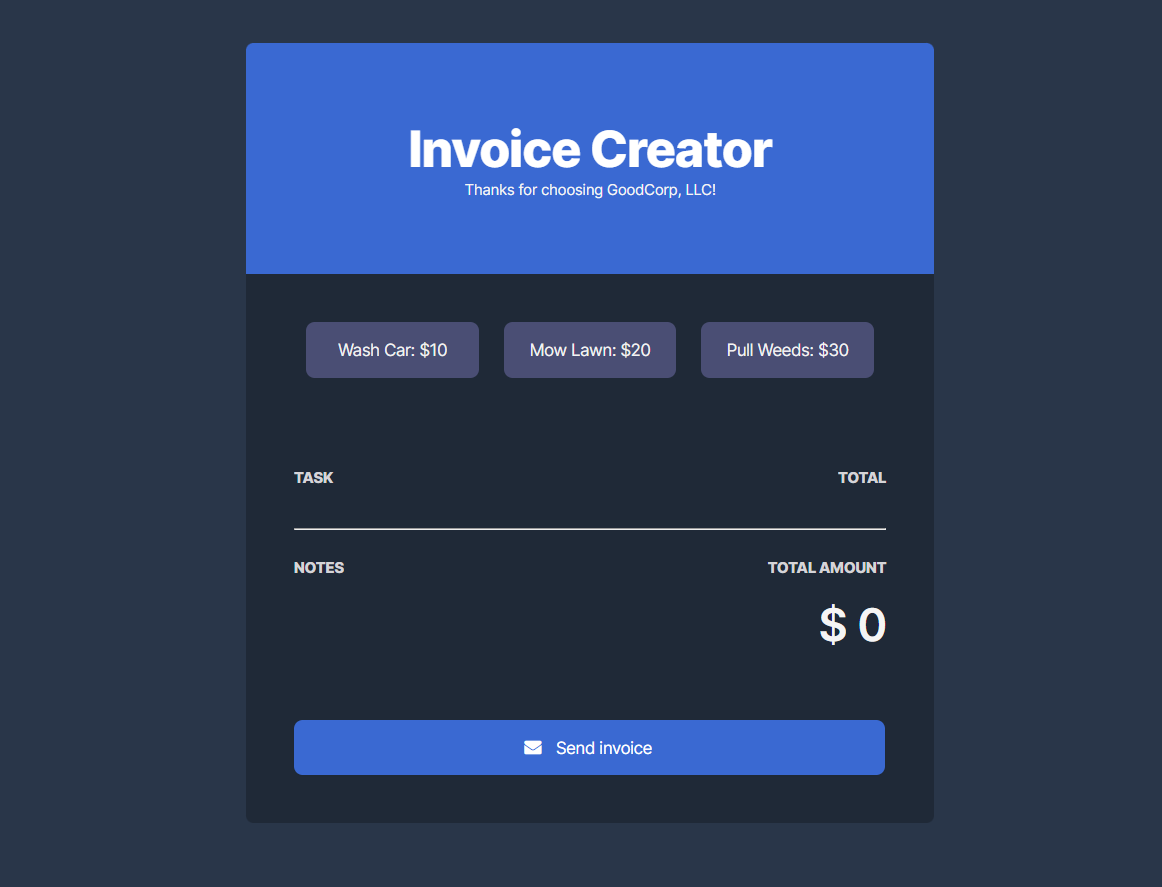 Invoice Creator
Thanks for choosing GoodCorp, LLC!
Wash Car: $10
Mow Lawn: $20
Pull Weeds: $30
TASK
TOTAL
NOTES
TOTAL AMOUNT
$ 0
Send invoice